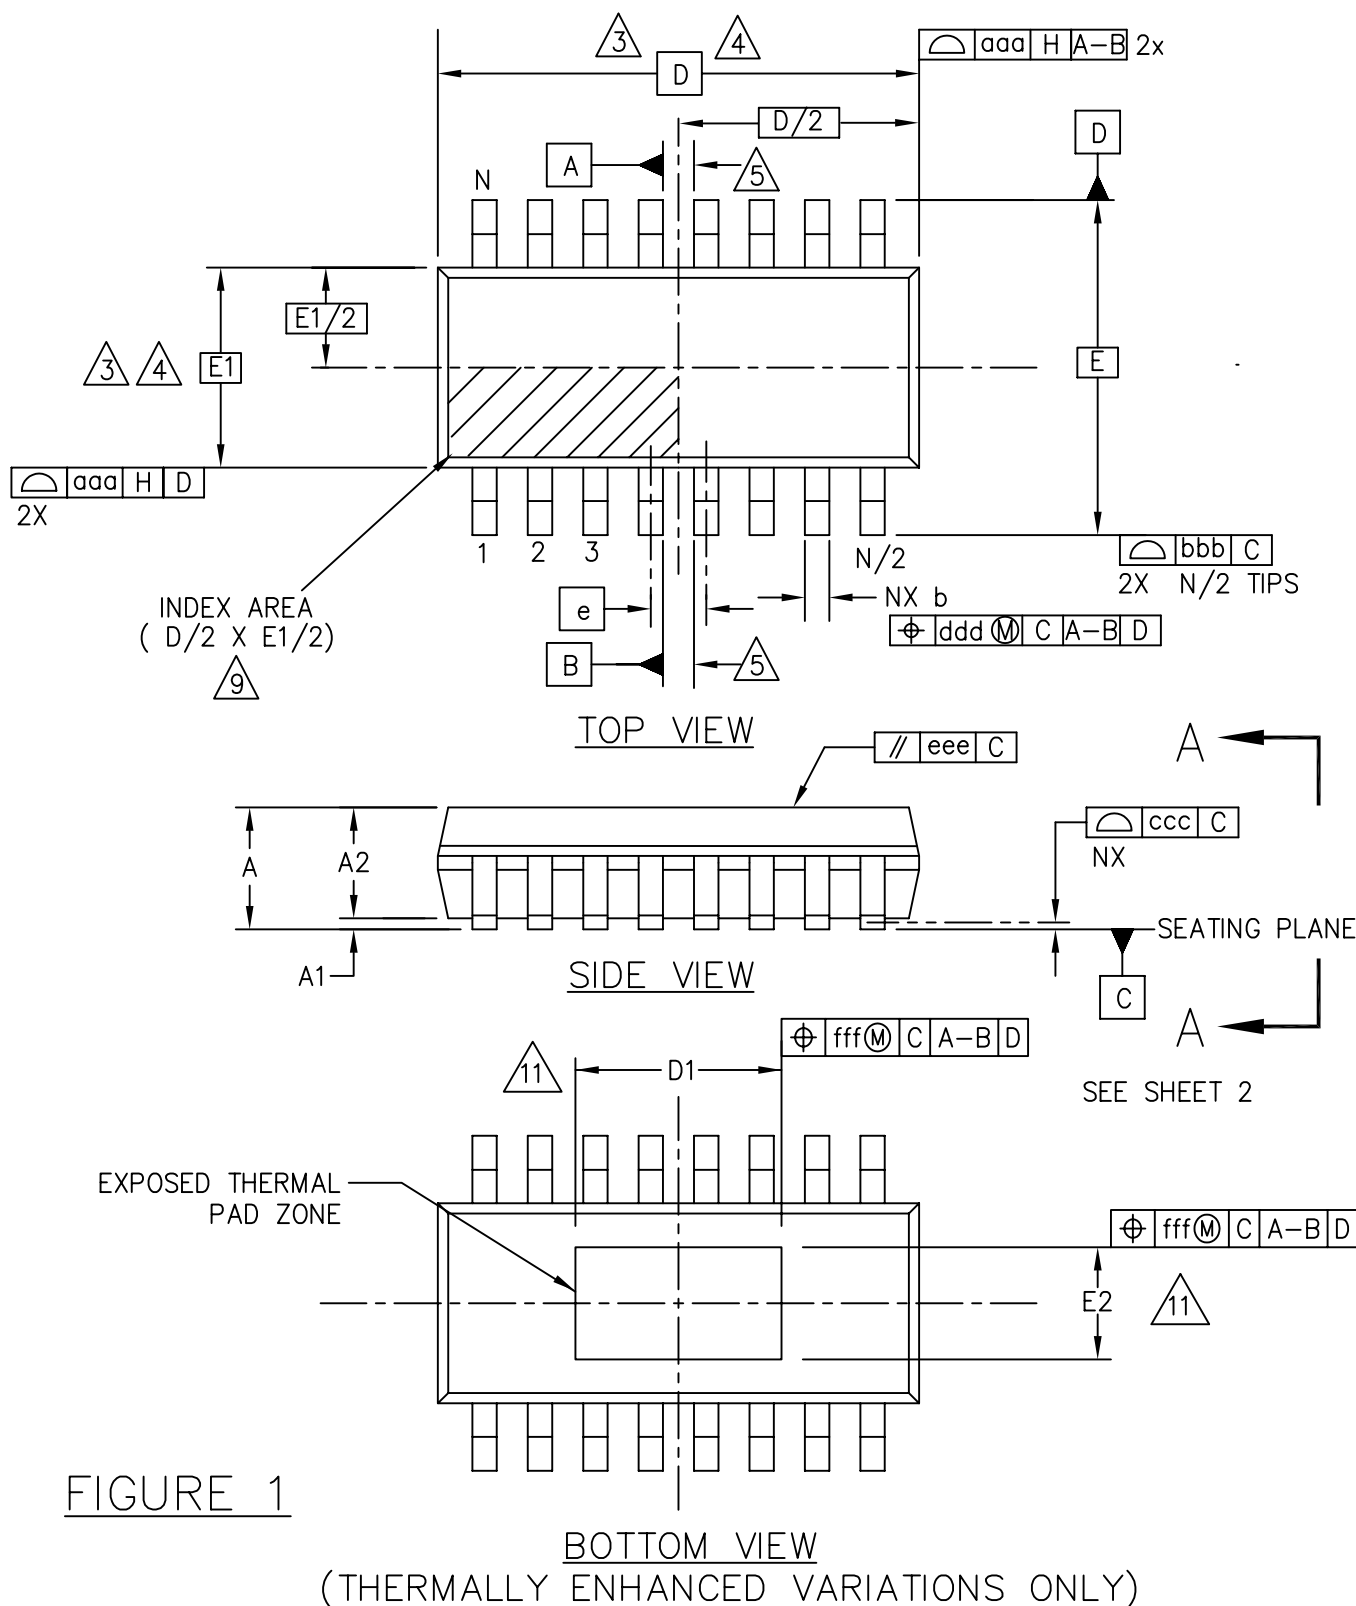 3 4
aaa H A-B 2x
D
D/2
D
A
5
N
E1/2
3 4 E1
E
aaa H D
2X
1 2 3 N/2
bbb C
2X N/2 TIPS
INDEX AREA
( D/2 X E1/2)
9
e
NX b
ddd Ⓜ C A-B D
B
5
TOP VIEW
eee C
A
ccc C
NX
A
A2
A1
SEATING PLANE
SIDE VIEW
C
A
fff Ⓜ C A-B D
11
D1
SEE SHEET 2
EXPOSED THERMAL
PAD ZONE
fff Ⓜ C A-B D
E2
11
FIGURE 1
BOTTOM VIEW
(THERMALLY ENHANCED VARIATIONS ONLY)